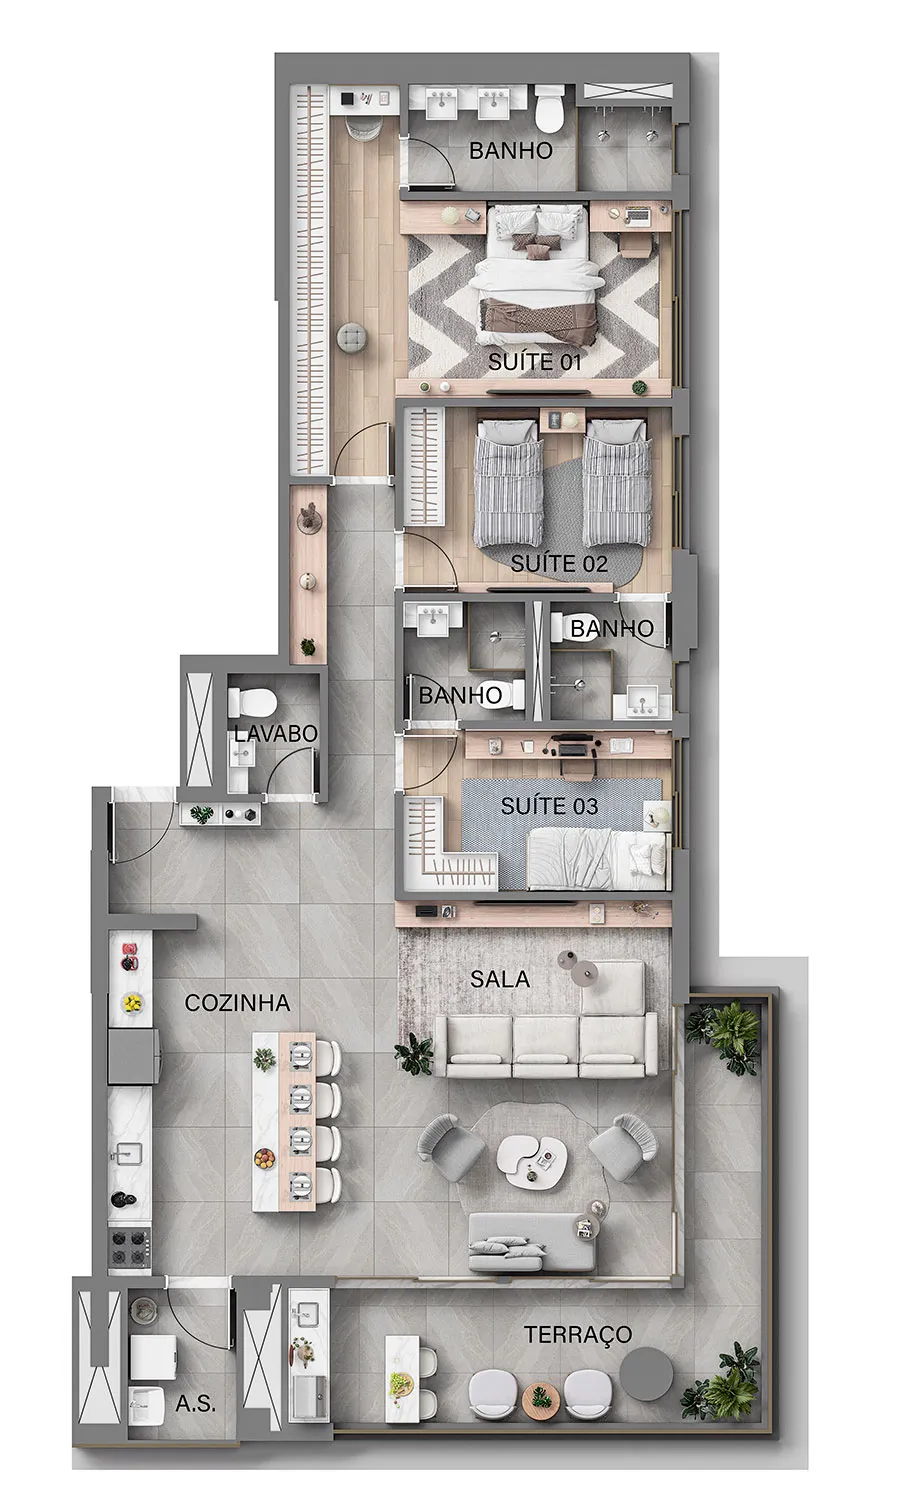 BANHO
SUÍTE 01
SUÍTE 02
BANHO
BANHO
LAVABO
SUÍTE 03
SALA
COZINHA
TERRAÇO
A.S.